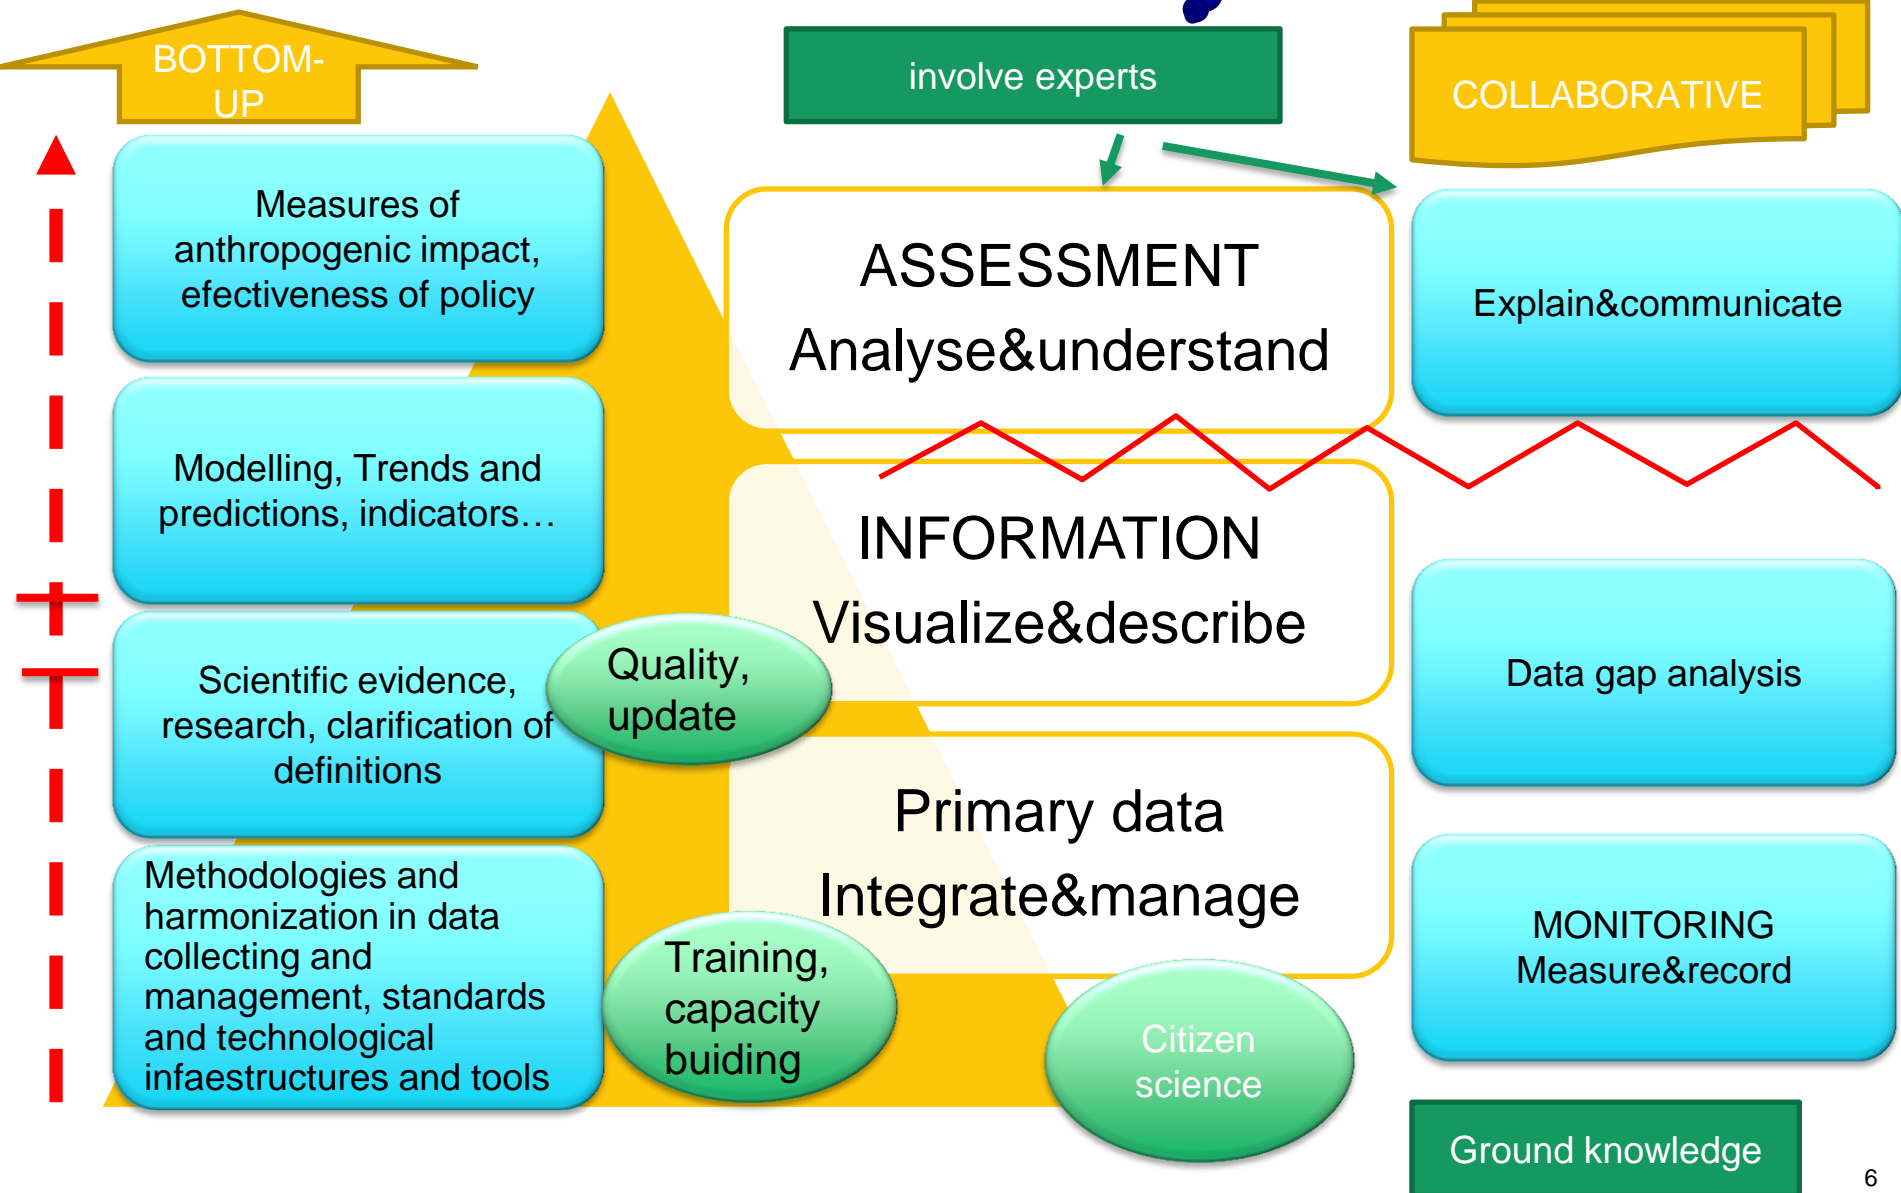 BOTTOM-
UP
involve experts
COLLABORATIVE
Measures of
anthropogenic impact,
efectiveness of policy
ASSESSMENT
Analyse&understand
Explain&communicate
Modelling, Trends and
predictions, indicators…
INFORMATION
Visualize&describe
Scientific evidence,
research, clarification of
definitions
Quality,
update
Data gap analysis
Primary data
Integrate&manage
Methodologies and
harmonization in data
collecting and
management, standards
and technological
infaestructures and tools
Training,
capacity
buiding
Citizen
science
MONITORING
Measure&record
Ground knowledge
6